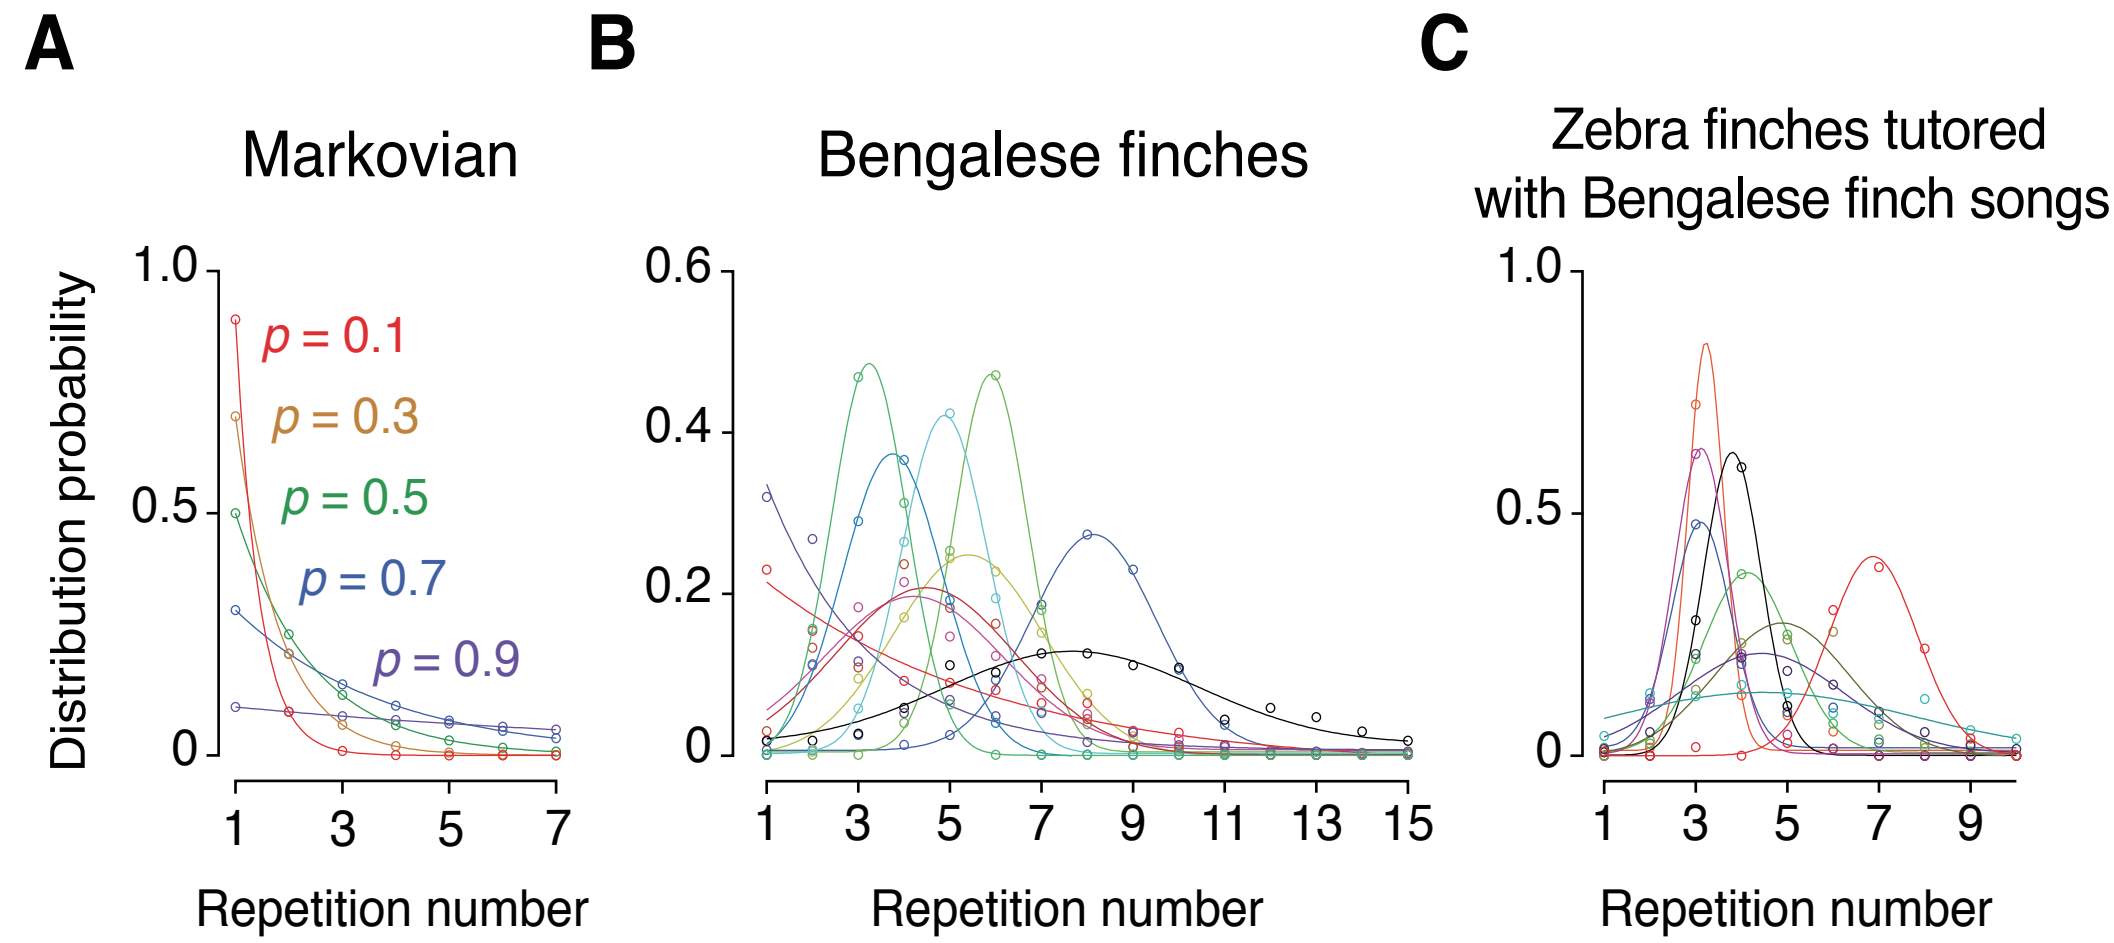 A
B
C
Markovian
Bengalese finches
Zebra finches tutored
with Bengalese finch songs
Distribution probability
1.0
0.5
0
p = 0.1
p = 0.3
p = 0.5
p = 0.7
p = 0.9
1 3 5 7
Repetition number
0.6
0.4
0.2
0
1 3 5 7 9 11 13 15
Repetition number
1.0
0.5
0
1 3 5 7 9
Repetition number